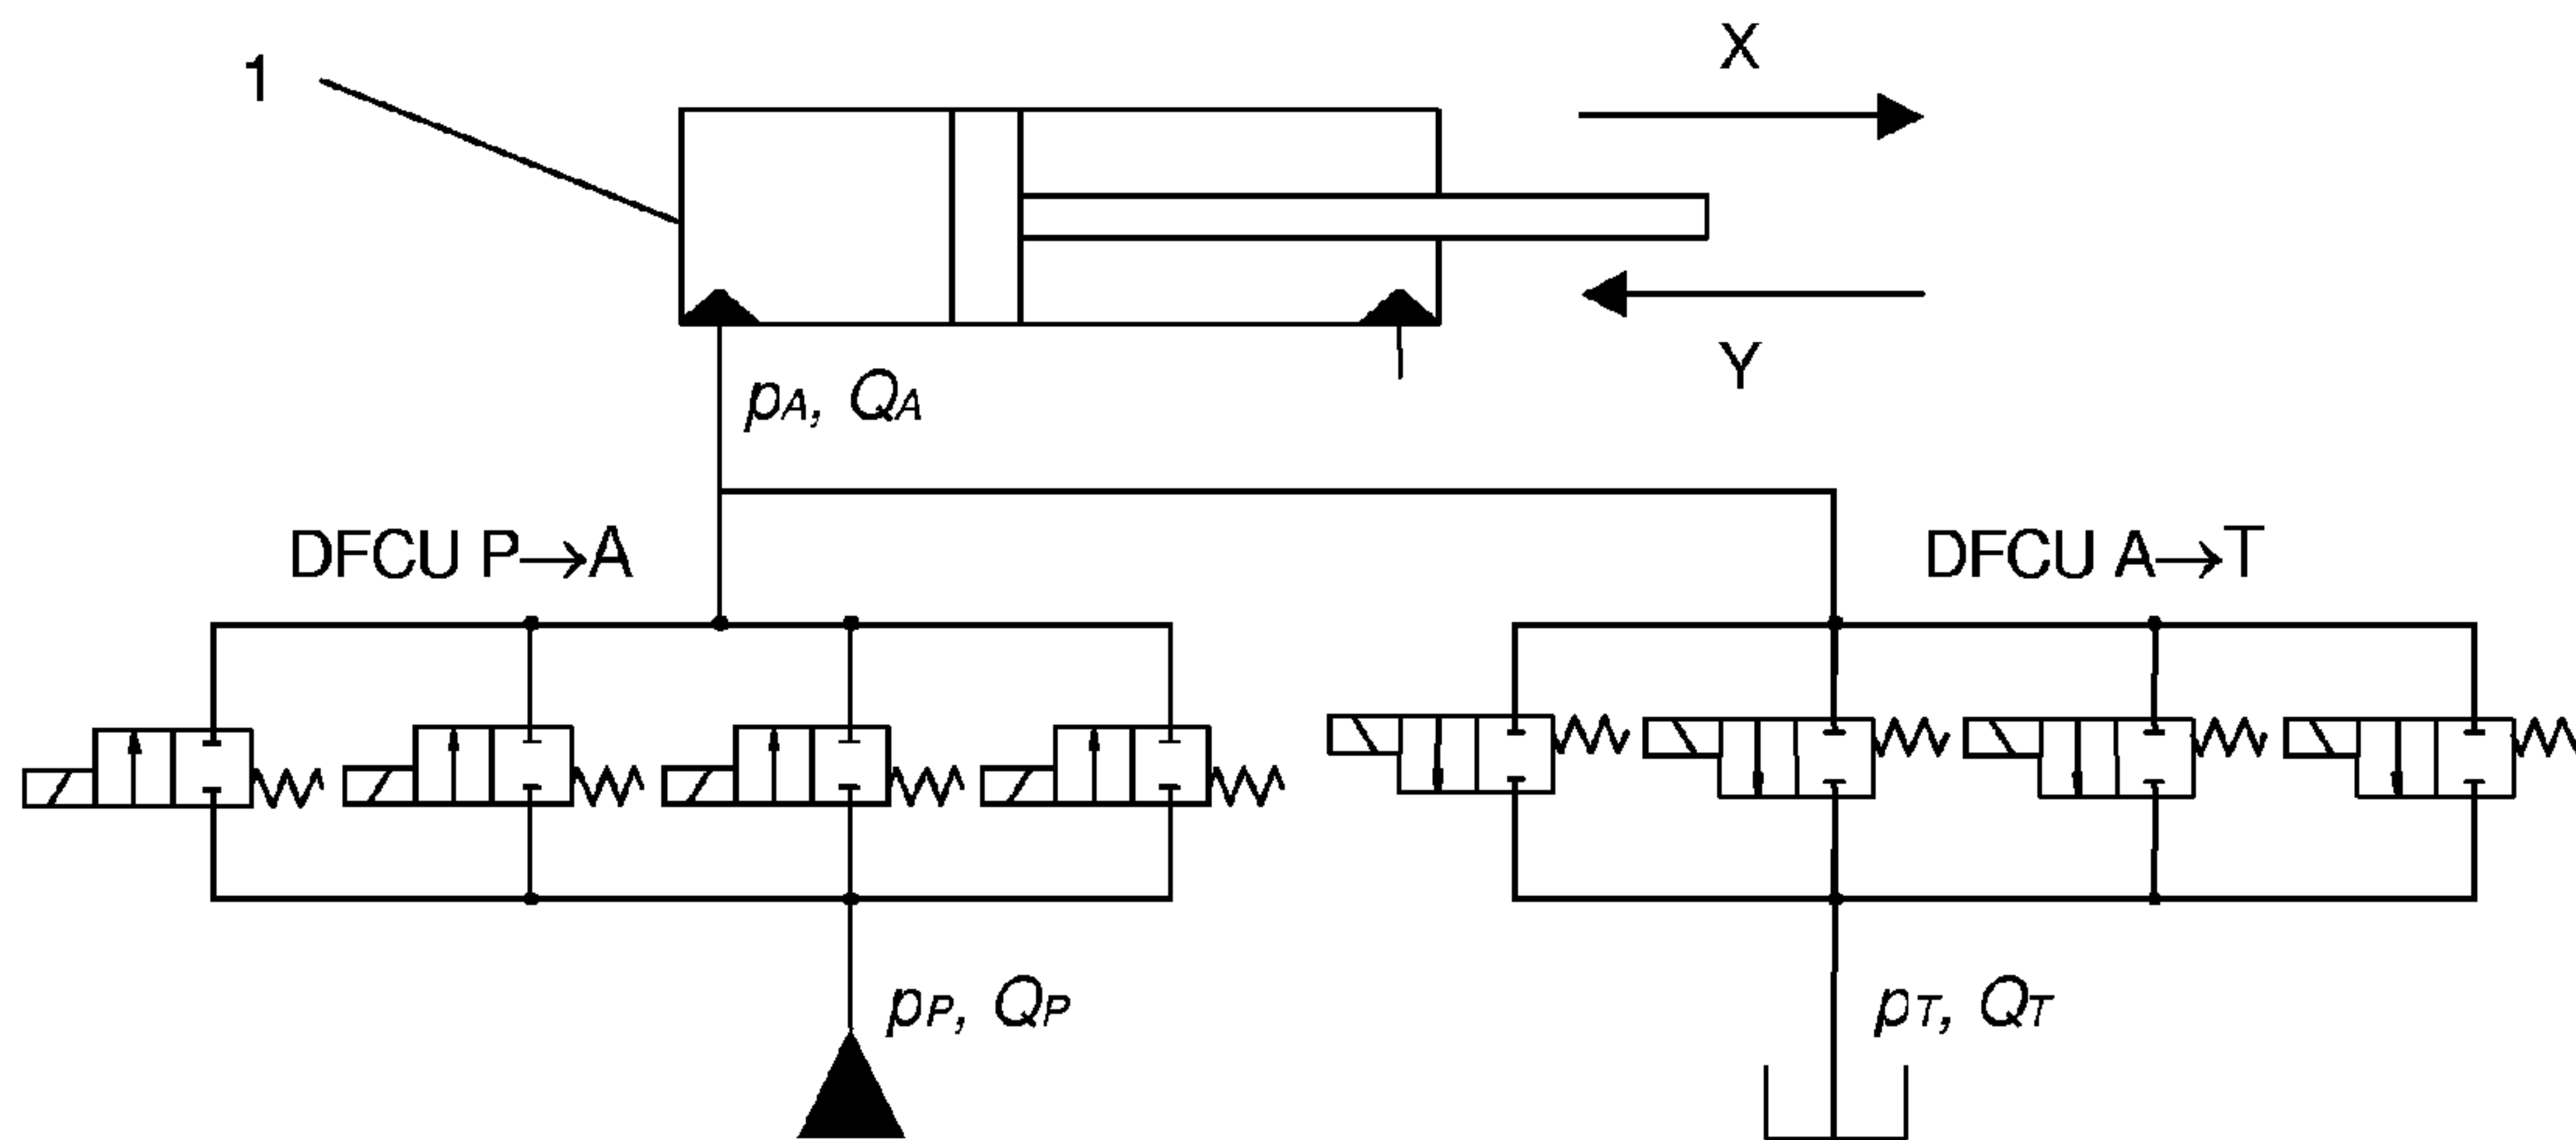 1
X
Y
pA, QA
DFCU P→A
DFCU A→T
pP, QP
pT, QT